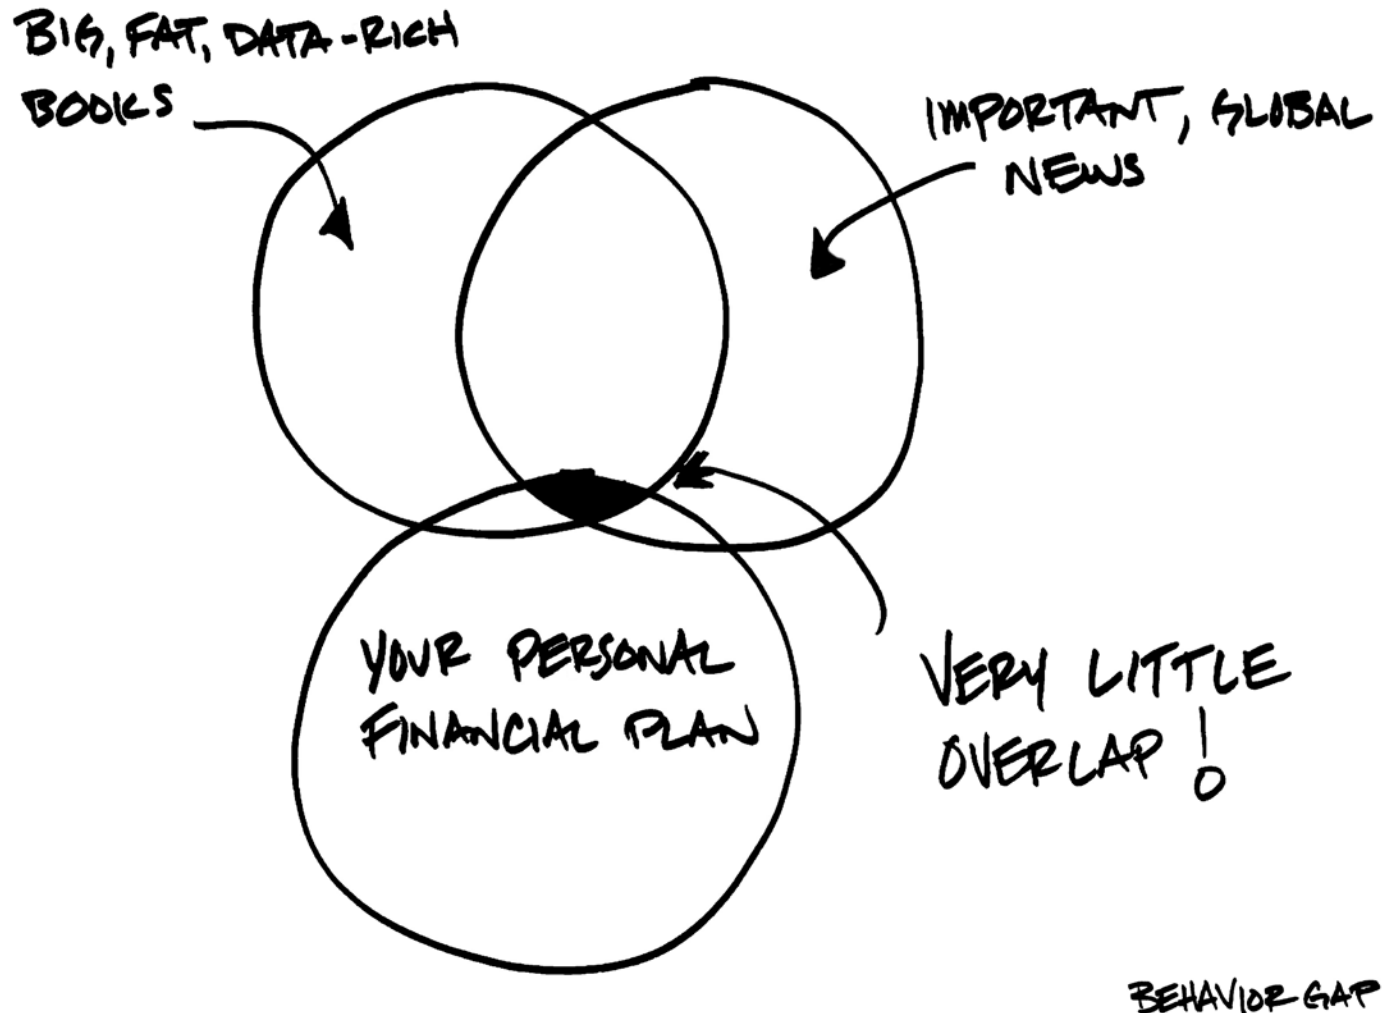 BIG, FAT, DATA-RICH
BOOKS
IMPORTANT, GLOBAL
NEWS
YOUR PERSONAL
FINANCIAL PLAN
VERY LITTLE
OVERLAP!
BEHAVIOR GAP